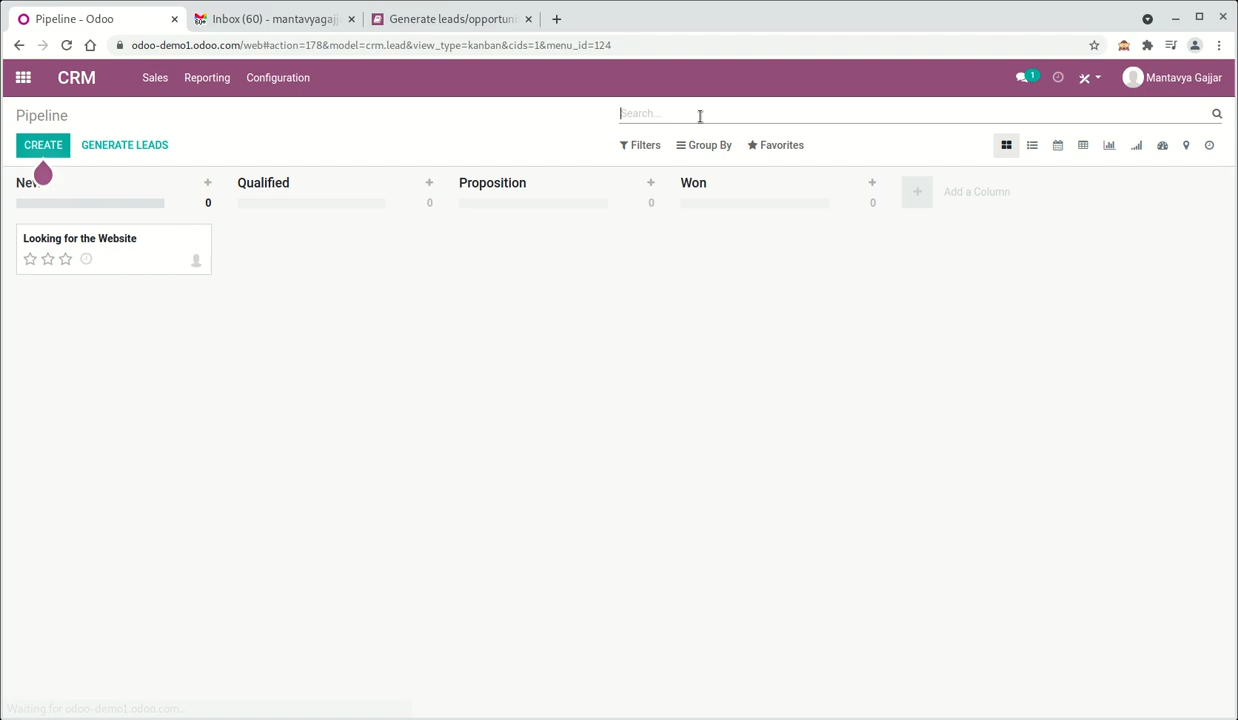 Pipeline - Odoo
Inbox (60) - mantavyagajj
Generate leads/opportun
odoo-demo1.odoo.com/web#action=178&model=crm.lead&view_type=kanban&cids=1&menu_id=124
CRM Sales Reporting Configuration 1 Mantavya Gajjar
Pipeline Search...
CREATE GENERATE LEADS Filters Group By Favorites
New Qualified Proposition Won Add a Column
0 0 0 0
Looking for the Website
Waiting for odoo-demo1.odoo.com...